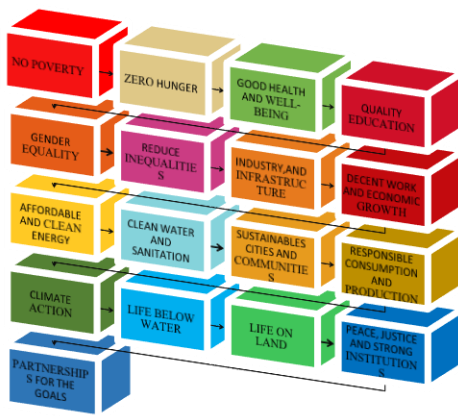 NO POVERTY
ZERO HUNGER
GOOD HEALTH
AND WELL-
BEING
QUALITY
EDUCATION
GENDER
EQUALITY
REDUCE
INEQUALITIE
S
INDUSTRY,AND
INFRASTRUC
TURE
DECENT WORK
AND ECONOMIC
GROWTH
AFFORDABLE
AND CLEAN
ENERGY
CLEAN WATER
AND
SANITATION
SUSTAINABLES
CITIES AND
COMMUNITIE
S
RESPONSIBLE
CONSUMPTION
AND
PRODUCTION
CLIMATE
ACTION
LIFE BELOW
WATER
LIFE ON
LAND
PEACE, JUSTICE
AND STRONG
INSTITUTION
S
PARTNERSHIP
S FOR THE
GOALS